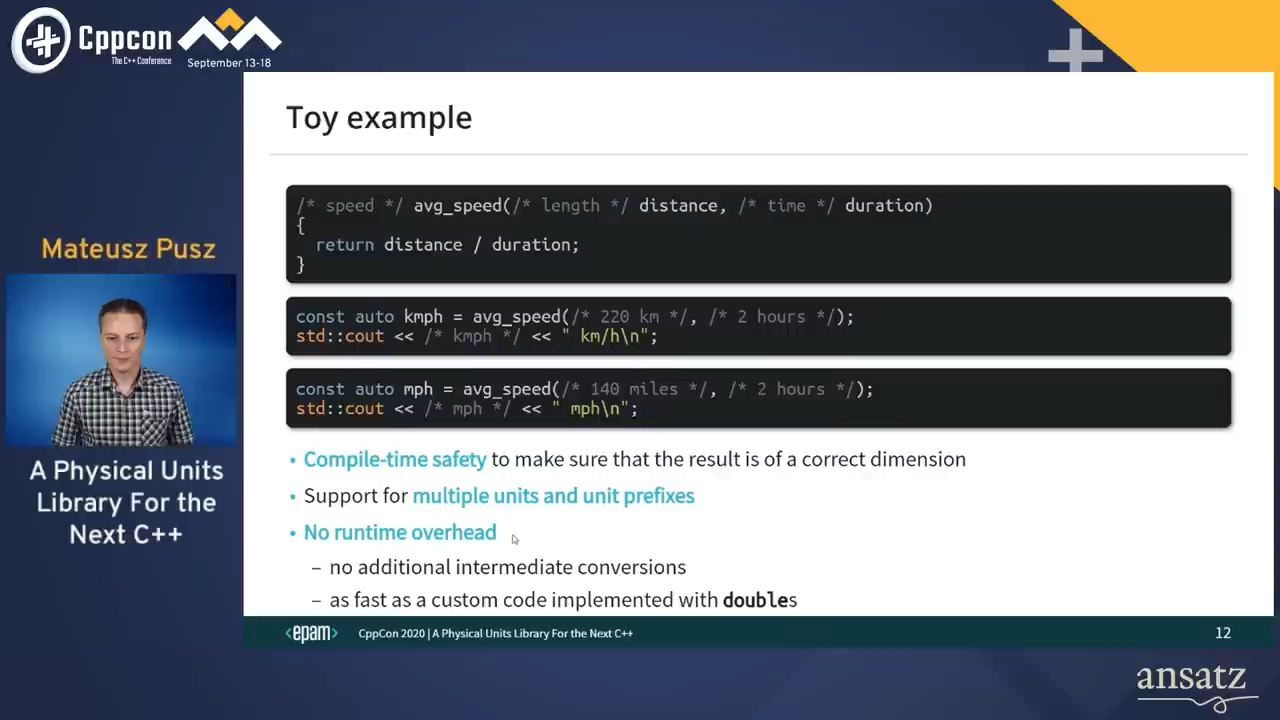 Cppcon
The C++ Conference
September 13-18
Toy example
/* speed */ avg_speed(/* length */ distance, /* time */ duration)
{
return distance / duration;
}
const auto kmph = avg_speed(/* 220 km */, /* 2 hours */);
std::cout << /* kmph */ << " km/h\n";
const auto mph = avg_speed(/* 140 miles */, /* 2 hours */);
std::cout << /* mph */ << " mph\n";
• Compile-time safety to make sure that the result is of a correct dimension
• Support for multiple units and unit prefixes
• No runtime overhead
– no additional intermediate conversions
– as fast as a custom code implemented with doubles
<epam>
CppCon 2020 | A Physical Units Library For the Next C++
12
Mateusz Pusz
A Physical Units
Library For the
Next C++
ansatz